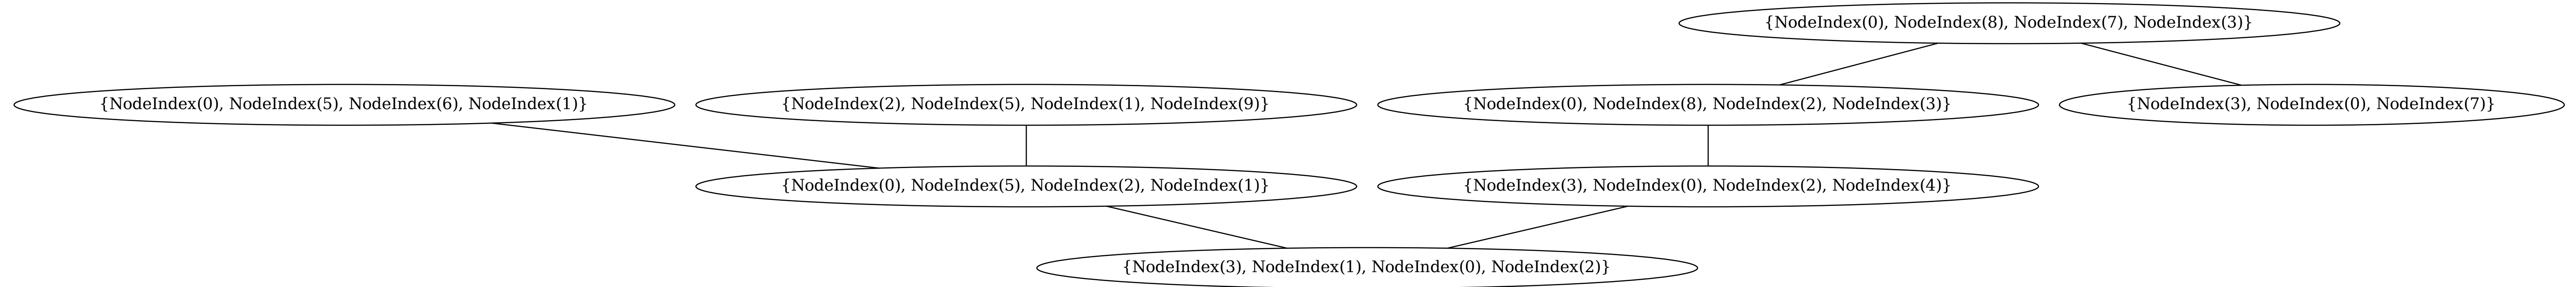 {NodeIndex(0), NodeIndex(8), NodeIndex(7), NodeIndex(3)}
{NodeIndex(0), NodeIndex(5), NodeIndex(6), NodeIndex(1)}
{NodeIndex(2), NodeIndex(5), NodeIndex(1), NodeIndex(9)}
{NodeIndex(0), NodeIndex(8), NodeIndex(2), NodeIndex(3)}
{NodeIndex(3), NodeIndex(0), NodeIndex(7)}
{NodeIndex(0), NodeIndex(5), NodeIndex(2), NodeIndex(1)}
{NodeIndex(3), NodeIndex(0), NodeIndex(2), NodeIndex(4)}
{NodeIndex(3), NodeIndex(1), NodeIndex(0), NodeIndex(2)}